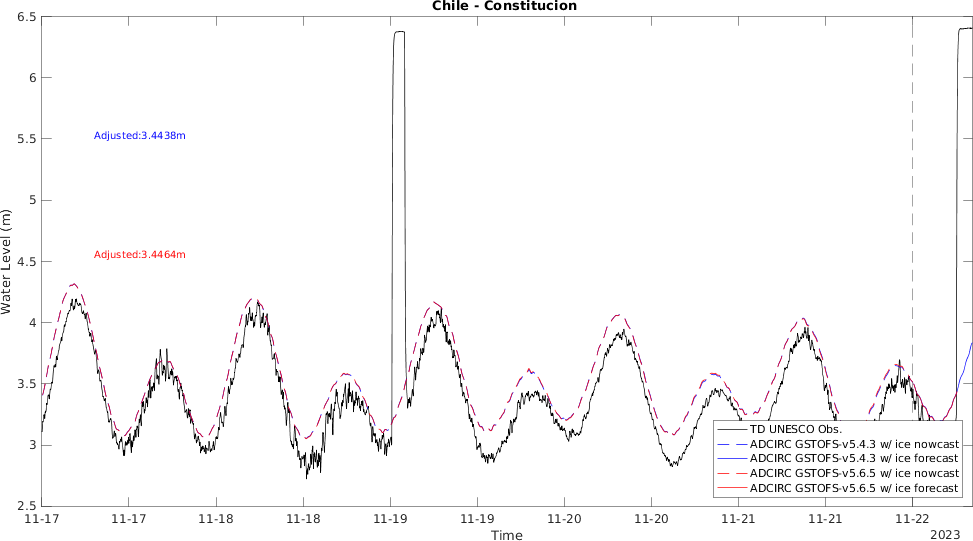 Chile - Constitucion
6.5
6
5.5
5
4.5
4
3.5
3
2.5
Water Level (m)
Adjusted:3.4438m
Adjusted:3.4464m
TD UNESCO Obs.
ADCIRC GSTOFS-v5.4.3 w/ ice nowcast
ADCIRC GSTOFS-v5.4.3 w/ ice forecast
ADCIRC GSTOFS-v5.6.5 w/ ice nowcast
ADCIRC GSTOFS-v5.6.5 w/ ice forecast
11-17 11-17 11-18 11-18 11-19 11-19 11-20 11-20 11-21 11-21 11-22
Time
2023